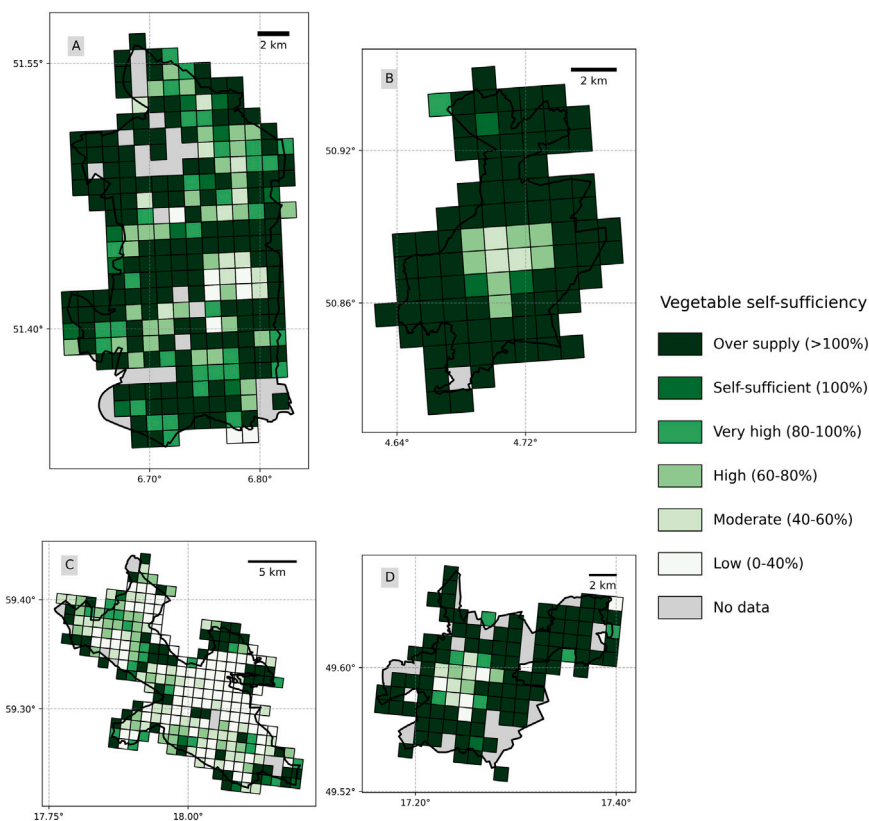 A
2 km
51.55°
51.40°
6.70°
6.80°
B
2 km
50.92°
50.86°
4.64°
4.72°
Vegetable self-sufficiency
Over supply (>100%)
Self-sufficient (100%)
Very high (80-100%)
High (60-80%)
Moderate (40-60%)
Low (0-40%)
No data
C
5 km
59.40°
59.30°
17.75°
18.00°
D
2 km
49.60°
49.52°
17.20°
17.40°